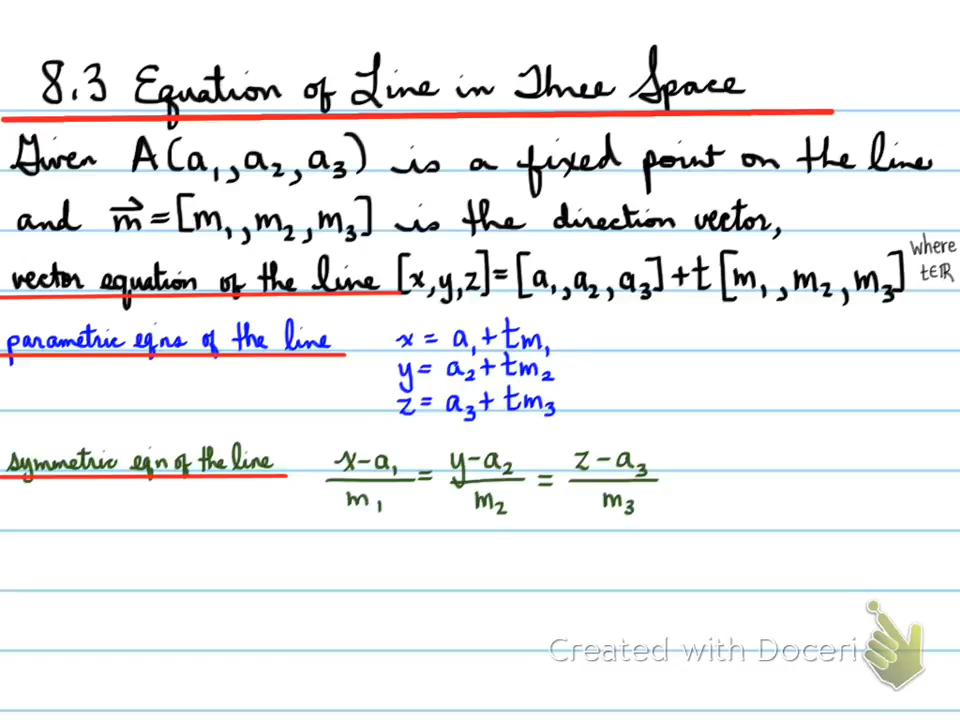 8.3 Equation of Line in Three Space
Given A(a₁, a₂, a₃) is a fixed point on the line
and m⃗ = [m₁, m₂, m₃] is the direction vector,
vector equation of the line [x,y,z] = [a₁, a₂, a₃] + t [m₁, m₂, m₃] where t∈ℝ
parametric eqns of the line x = a₁ + tm₁
y = a₂ + tm₂
z = a₃ + tm₃
symmetric eqn of the line (x-a₁)/m₁ = (y-a₂)/m₂ = (z-a₃)/m₃
Created with Doceri